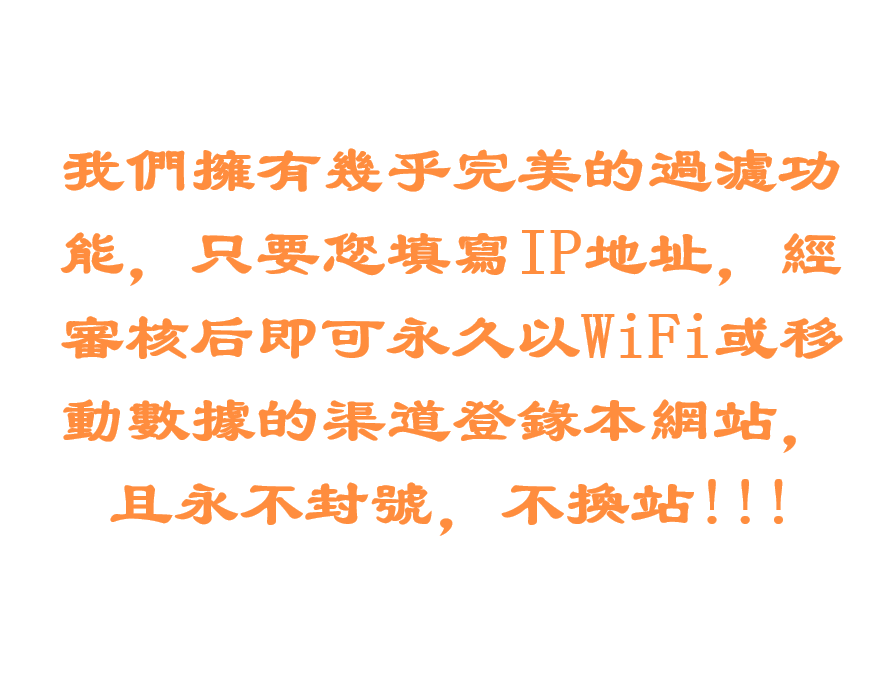 我們擁有幾乎完美的過濾功
能，只要您填寫IP地址，經
審核后即可永久以WiFi或移
動數據的渠道登錄本網站，
且永不封號，不換站!!!